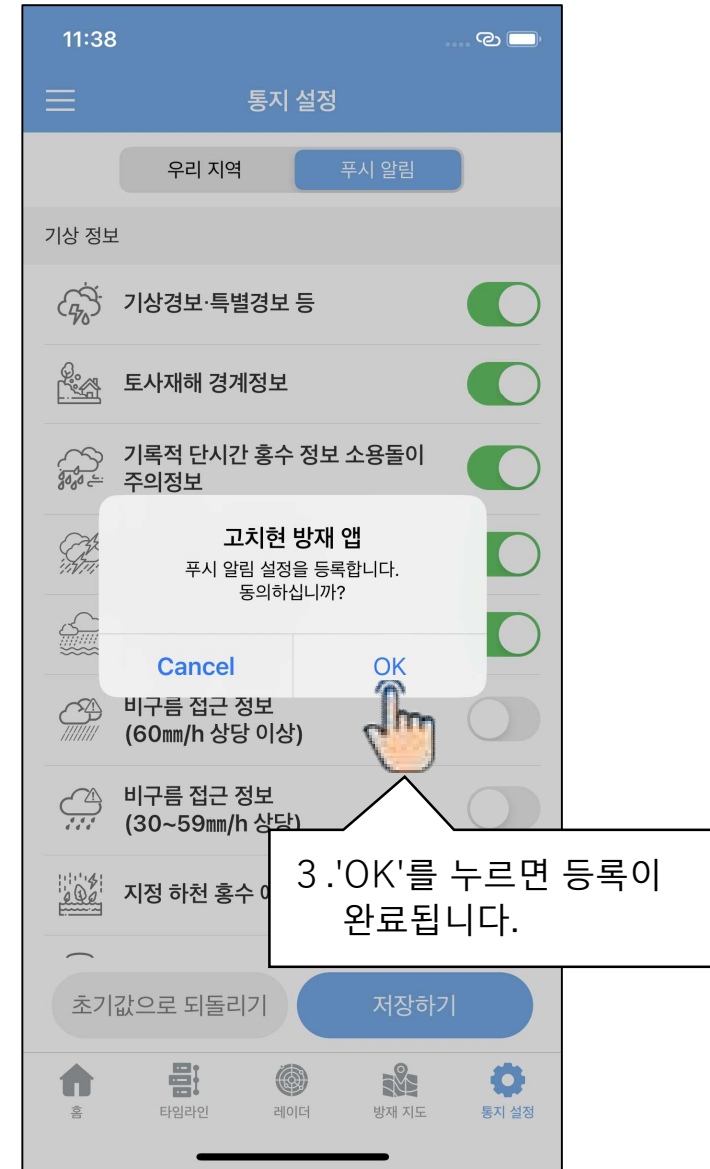 11:38
통지 설정
우리 지역
푸시 알림
기상 정보
기상경보·특별경보 등
토사재해 경계정보
기록적 단시간 홍수 정보 소용돌이
주의정보
고치현 방재 앱
푸시 알림 설정을 등록합니다.
동의하십니까?
Cancel
OK
비구름 접근 정보
(60㎜/h 상당 이상)
비구름 접근 정보
(30~59㎜/h 상당)
3.'OK'를 누르면 등록이
완료됩니다.
지정 하천 홍수
초기값으로 되돌리기
저장하기
홈
타임라인
레이더
방재 지도
통지 설정